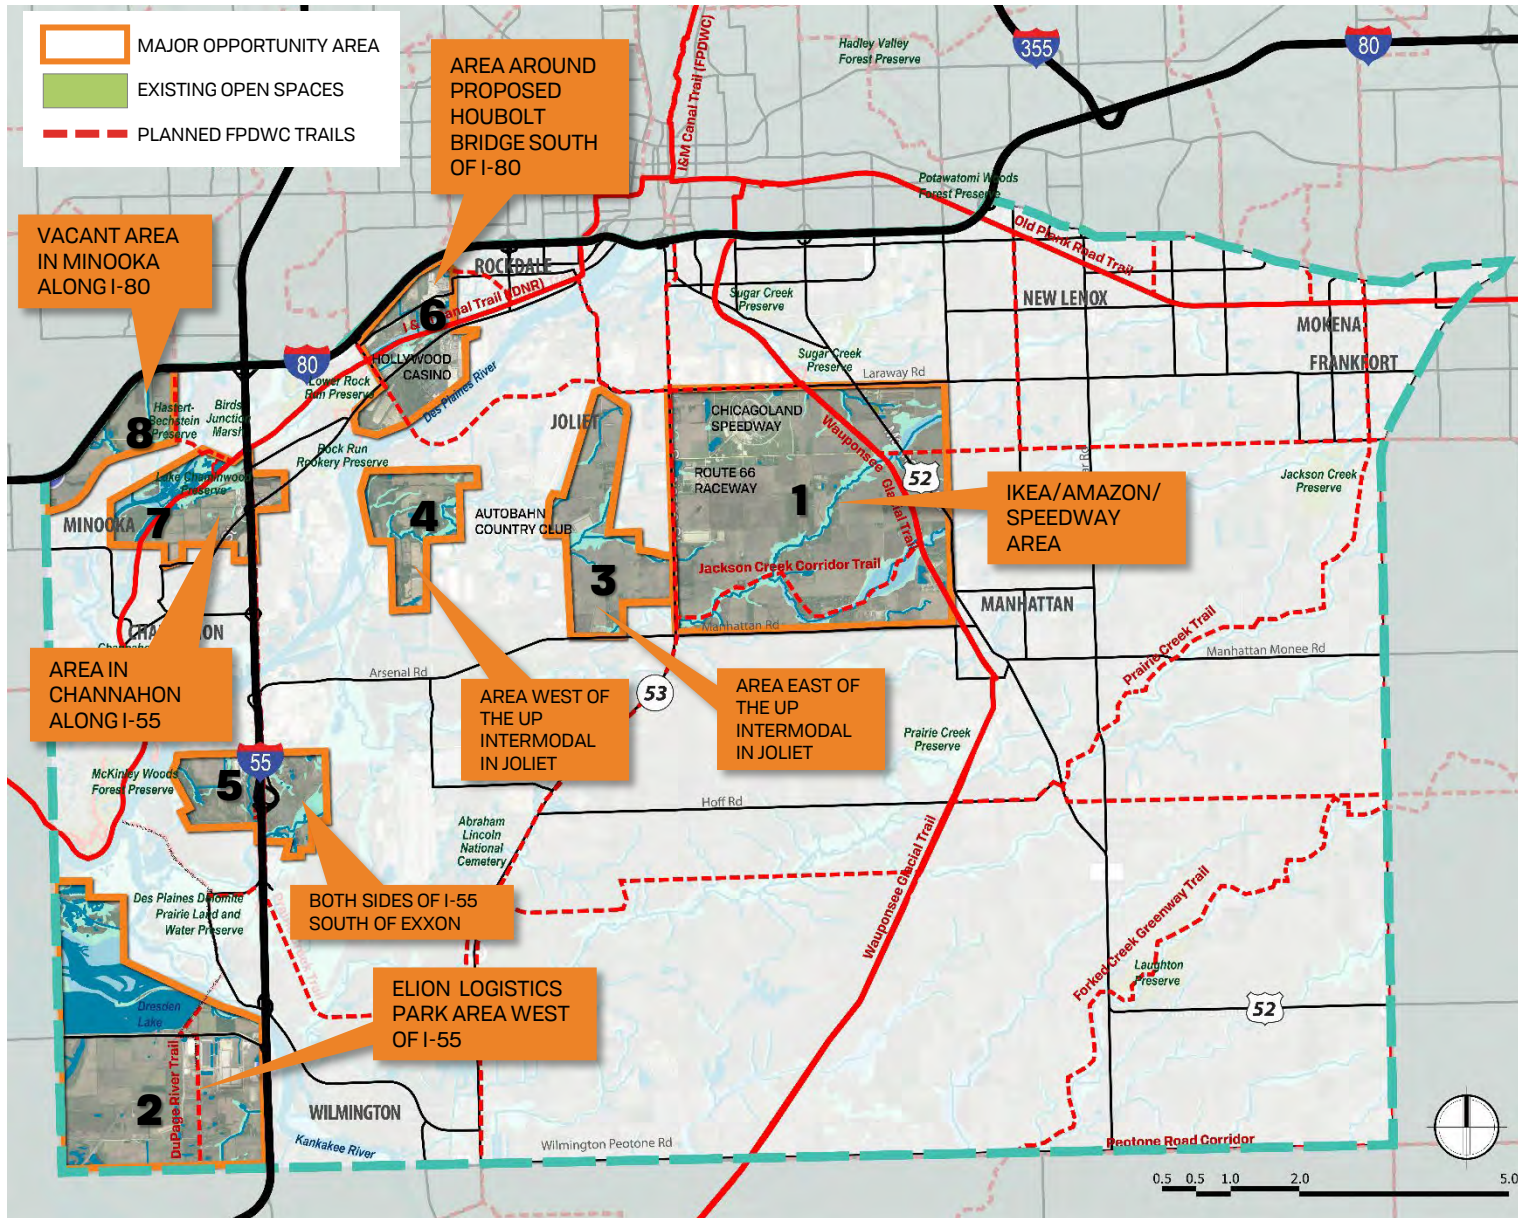 MAJOR OPPORTUNITY AREA
EXISTING OPEN SPACES
PLANNED FPDWC TRAILS
AREA AROUND
PROPOSED
HOUBOLT
BRIDGE SOUTH
OF I-80
I&M Canal Trail (FPDWC)
Hadley Valley
Forest Preserve
355
80
Potawatomi Woods
Forest Preserve
Old Plank Road Trail
VACANT AREA
IN MINOOKA
ALONG I-80
ROCKDALE
6
HOLLYWOOD
CASINO
Des Plaines River
80
Lower Rock
Run Preserve
Rock Run
Rookery Preserve
Sugar Creek
Preserve
Sugar Creek
Preserve
NEW LENOX
MOKENA
FRANKFORT
Laraway Rd
8
Hastert-
Bechstein
Preserve
Birds
Junction
Marsh
Lake Chaminwood
Preserve
MINOOKA
7
JOLIET
4
AUTOBAHN
COUNTRY CLUB
3
CHICAGOLAND
SPEEDWAY
ROUTE 66
RACEWAY
1
Wauponsee Glacial Trail
52
Jackson Creek Corridor Trail
Manhattan Rd
IKEA/AMAZON/
SPEEDWAY
AREA
Jackson Creek
Preserve
MANHATTAN
Prairie Creek Trail
Manhattan Monee Rd
AREA IN
CHANNAHON
ALONG I-55
Arsenal Rd
AREA WEST OF
THE UP
INTERMODAL
IN JOLIET
53
AREA EAST OF
THE UP
INTERMODAL
IN JOLIET
Prairie Creek
Preserve
McKinley Woods
Forest Preserve
5
55
Hoff Rd
Abraham
Lincoln
National
Cemetery
BOTH SIDES OF I-55
SOUTH OF EXXON
Des Plaines Dolomite
Prairie Land and
Water Preserve
Wauponsee Glacial Trail
Forked Creek Greenway Trail
Laughton
Preserve
52
Dresden
Lake
ELION LOGISTICS
PARK AREA WEST
OF I-55
2
DuPage River Trail
WILMINGTON
Kankakee River
Wilmington Peotone Rd
Peotone Road Corridor
0.5 0.5 1.0 2.0 5.0